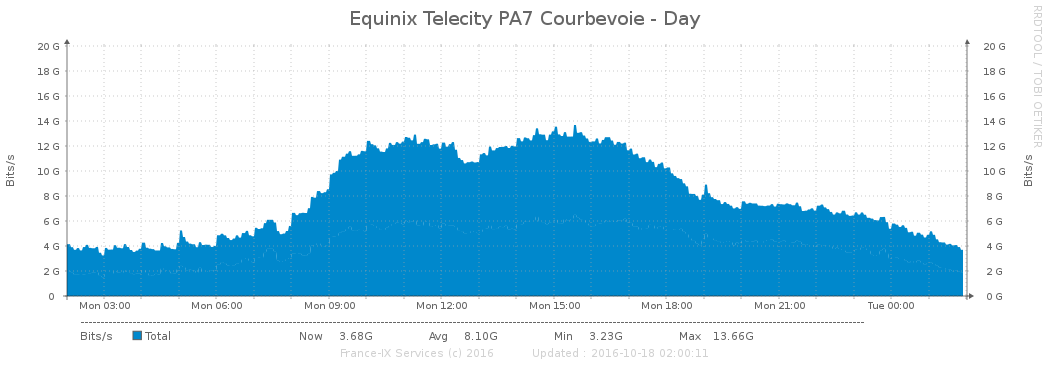 Equinix Telecity PA7 Courbevoie - Day
RRDTOOL / TOBI OETIKER
Bits/s
Bits/s
20 G 20 G
18 G 18 G
16 G 16 G
14 G 14 G
12 G 12 G
10 G 10 G
8 G 8 G
6 G 6 G
4 G 4 G
2 G 2 G
0 0 G
Mon 03:00 Mon 06:00 Mon 09:00 Mon 12:00 Mon 15:00 Mon 18:00 Mon 21:00 Tue 00:00
Bits/s Total Now 3.68G Avg 8.10G Min 3.23G Max 13.66G
France-IX Services (c) 2016 Updated : 2016-10-18 02:00:11